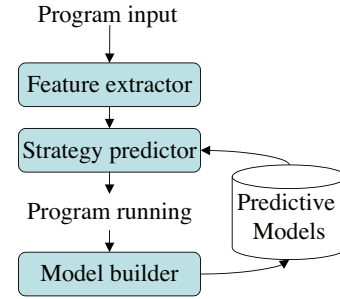 Program input
Feature extractor
Strategy predictor
Program running
Predictive
Models
Model builder